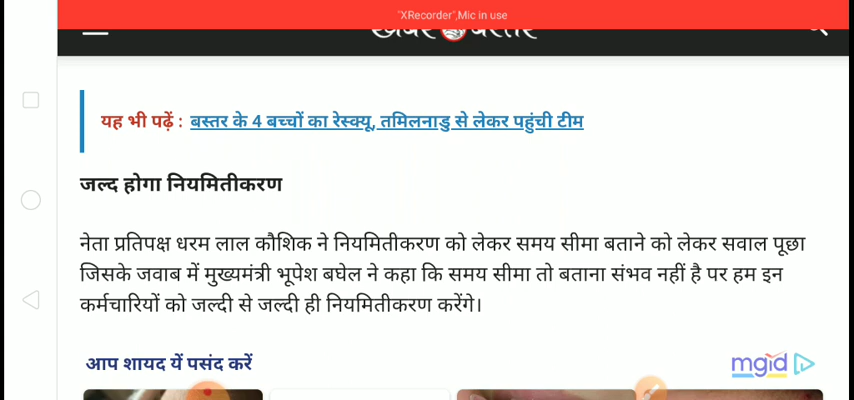 "XRecorder",Mic in use
यह भी पढ़ें : बस्तर के 4 बच्चों का रेस्क्यू, तमिलनाडु से लेकर पहुंची टीम
जल्द होगा नियमितीकरण
नेता प्रतिपक्ष धरम लाल कौशिक ने नियमितीकरण को लेकर समय सीमा बताने को लेकर सवाल पूछा
जिसके जवाब में मुख्यमंत्री भूपेश बघेल ने कहा कि समय सीमा तो बताना संभव नहीं है पर हम इन
कर्मचारियों को जल्दी से जल्दी ही नियमितीकरण करेंगे।
आप शायद यें पसंद करें
mgid